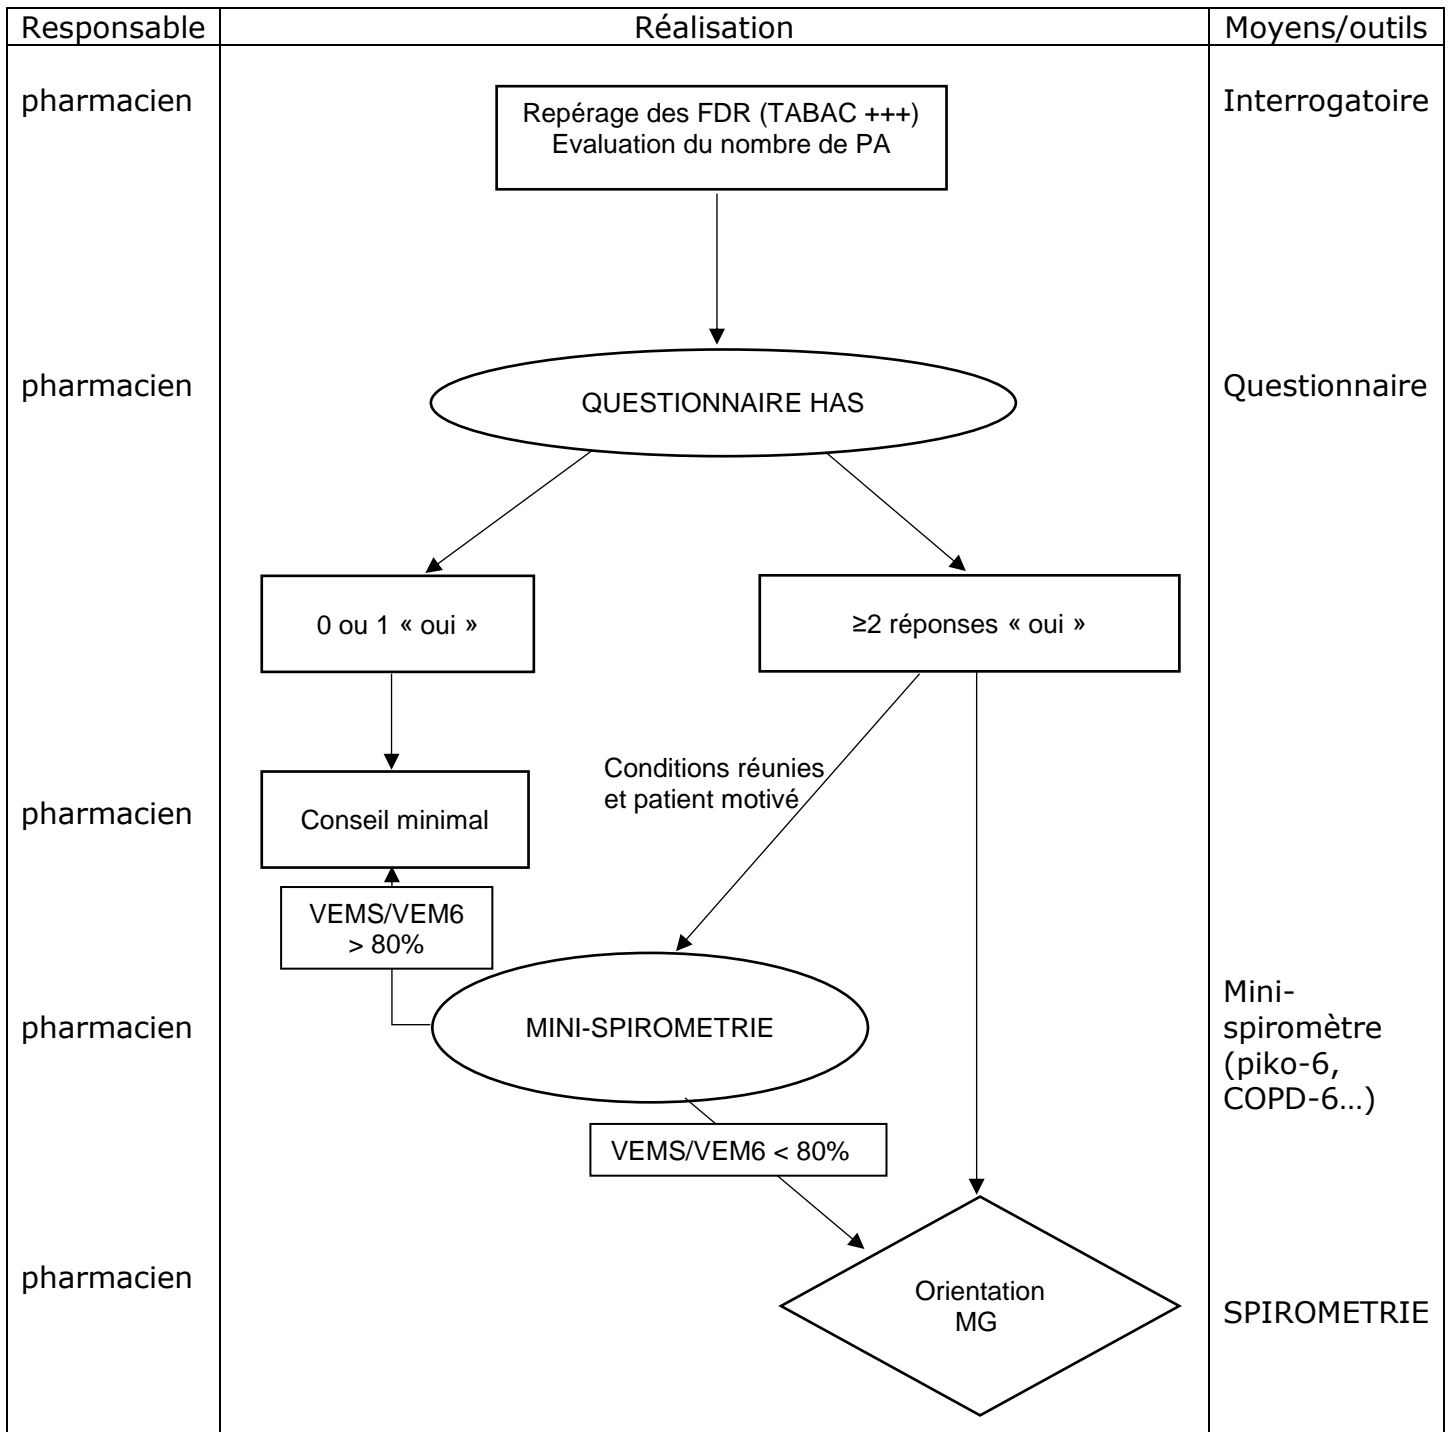 Responsable
Réalisation
Moyens/outils
pharmacien
Repérage des FDR (TABAC +++)
Evaluation du nombre de PA
Interrogatoire
pharmacien
QUESTIONNAIRE HAS
Questionnaire
0 ou 1 « oui »
≥2 réponses « oui »
Conditions réunies
et patient motivé
pharmacien
Conseil minimal
VEMS/VEM6
> 80%
pharmacien
MINI-SPIROMETRIE
Mini-
spiromètre
(piko-6,
COPD-6…)
VEMS/VEM6 < 80%
pharmacien
Orientation
MG
SPIROMETRIE